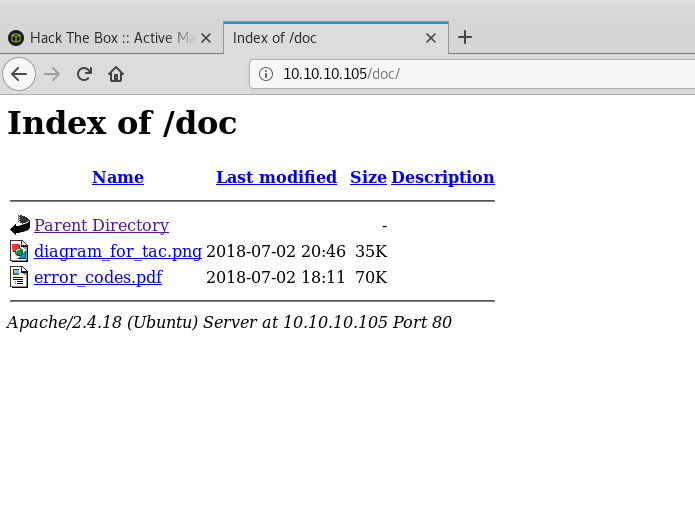 Hack The Box :: Active Ma
Index of /doc
10.10.10.105/doc/
Index of /doc
Name Last modified Size Description
Parent Directory -
diagram_for_tac.png 2018-07-02 20:46 35K
error_codes.pdf 2018-07-02 18:11 70K
Apache/2.4.18 (Ubuntu) Server at 10.10.10.105 Port 80